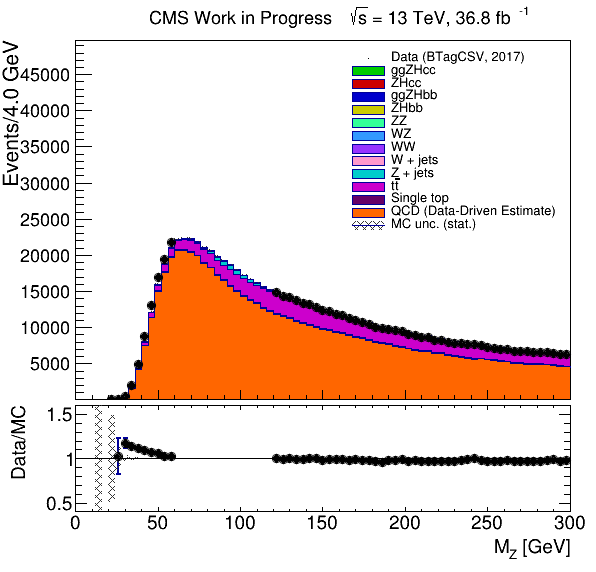 CMS Work in Progress √s = 13 TeV, 36.8 fb⁻¹
Events/4.0 GeV
45000
40000
35000
30000
25000
20000
15000
10000
5000
Data (BTagCSV, 2017)
ggZHcc
ZHcc
ggZHbb
ZHbb
ZZ
WZ
WW
W + jets
Z + jets
tt̅
Single top
QCD (Data-Driven Estimate)
MC unc. (stat.)
Data/MC
1.5
1
0.5
0 50 100 150 200 250 300
M_Z [GeV]